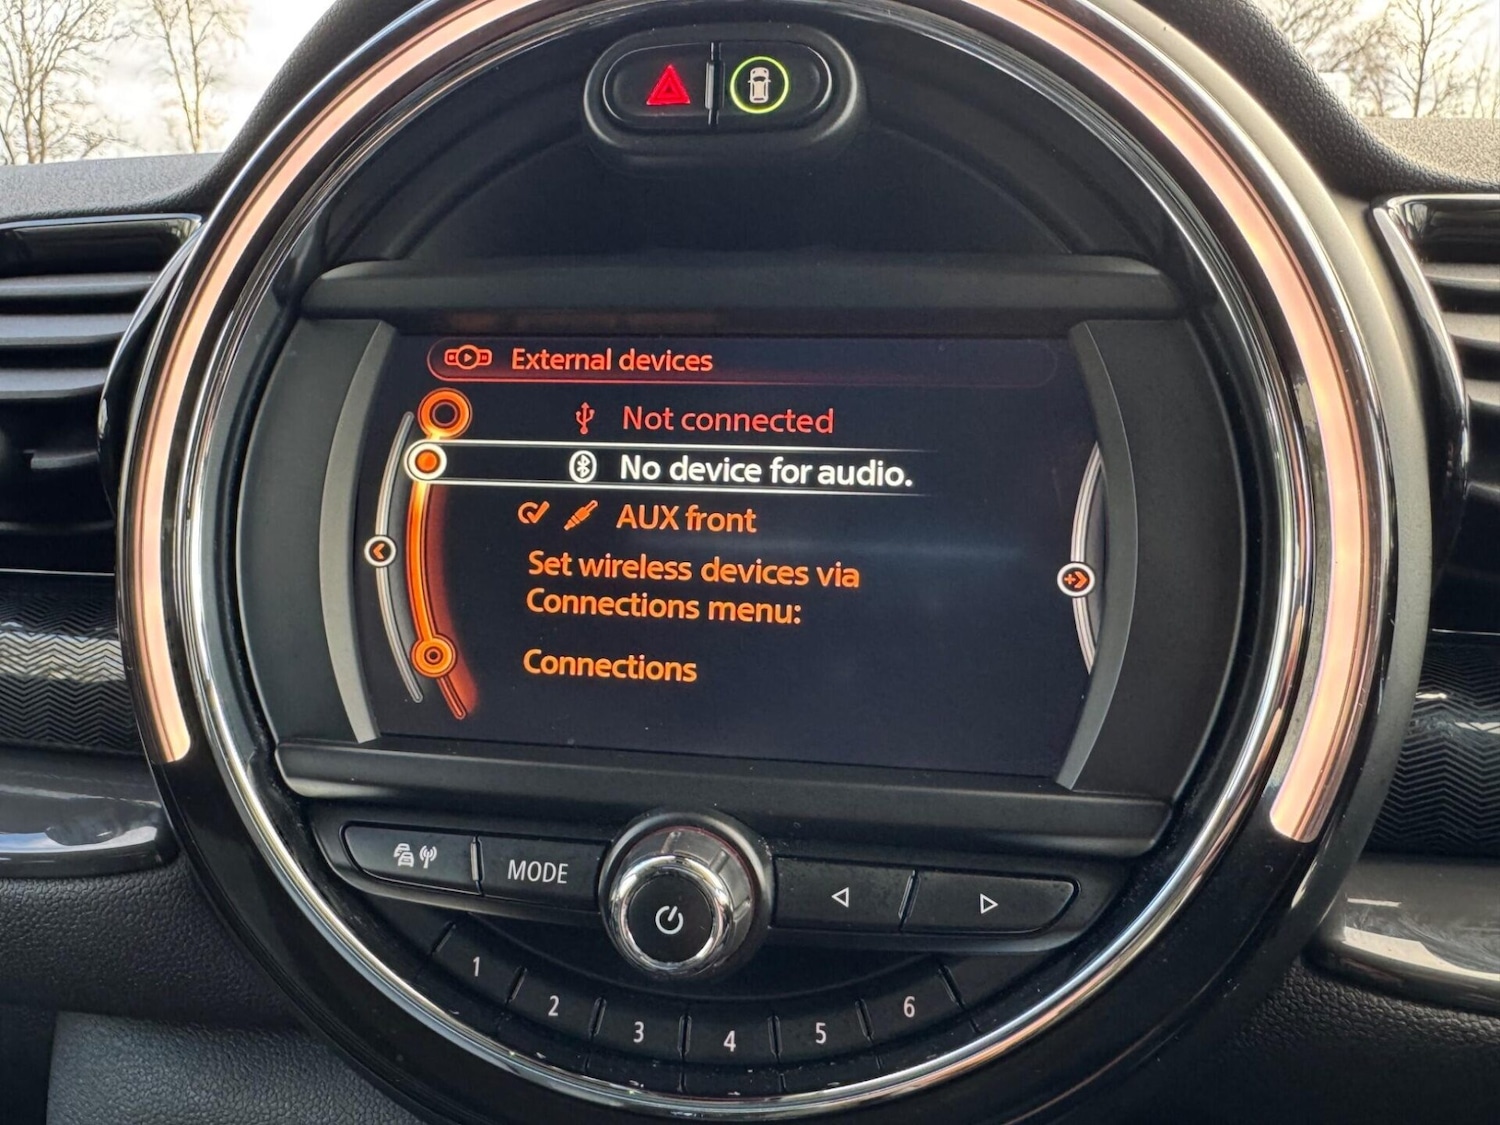 External devices
Not connected
No device for audio.
AUX front
Set wireless devices via
Connections menu:
Connections
MODE
1
2
3
4
5
6